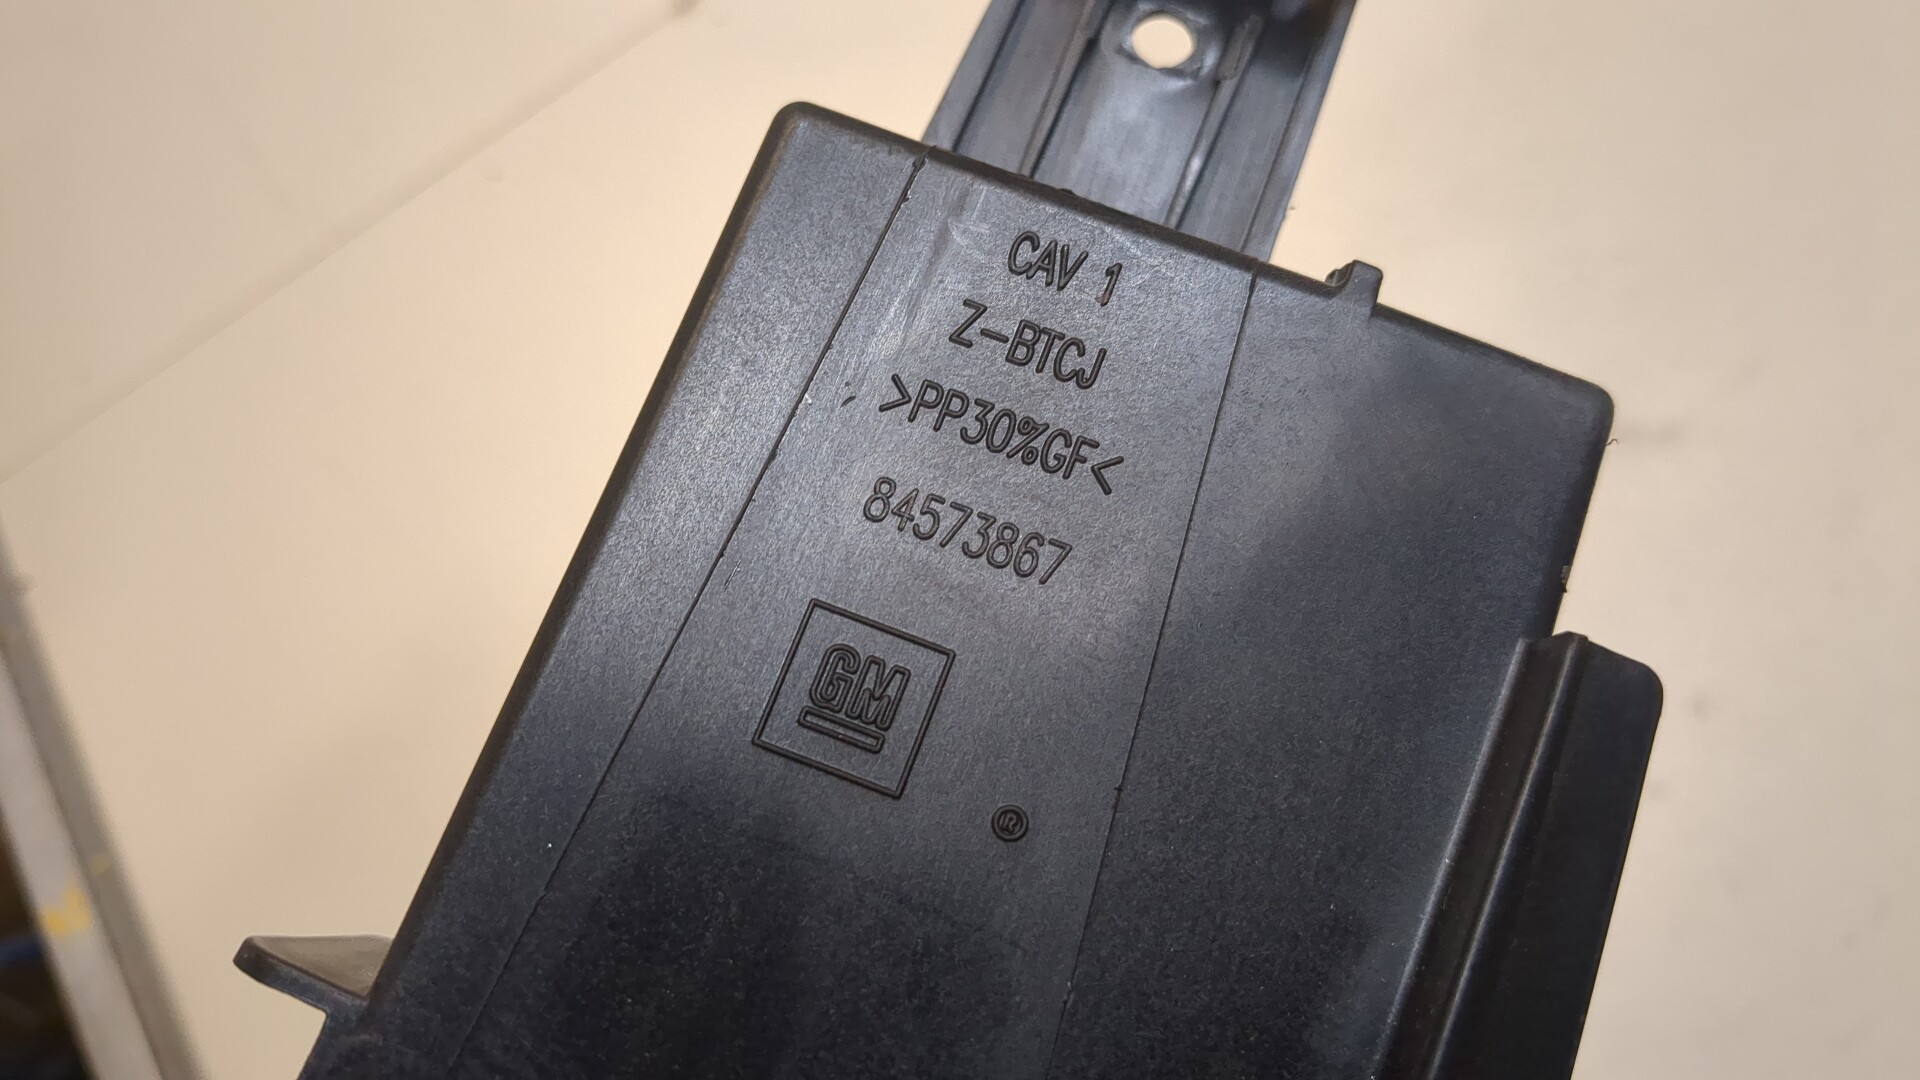 CAV 1
Z-BTCJ
>PP30%GF<
84573867
GM
®